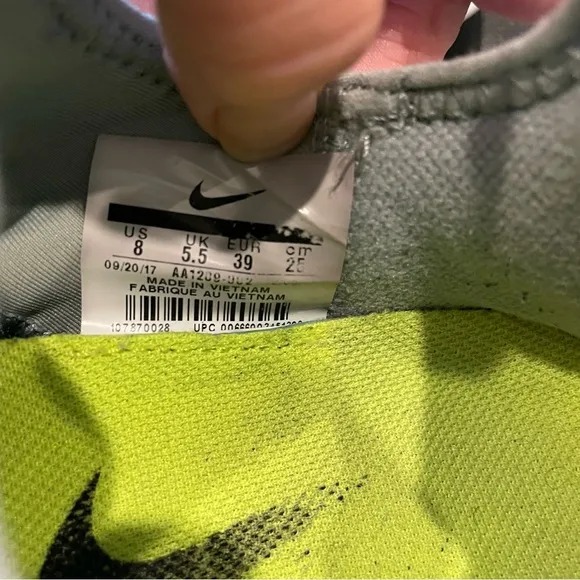 US UK EUR cm
8 5.5 39 25
09/20/17
MADE IN VIETNAM
FABRIQUE AU VIETNAM
107870028 UPC